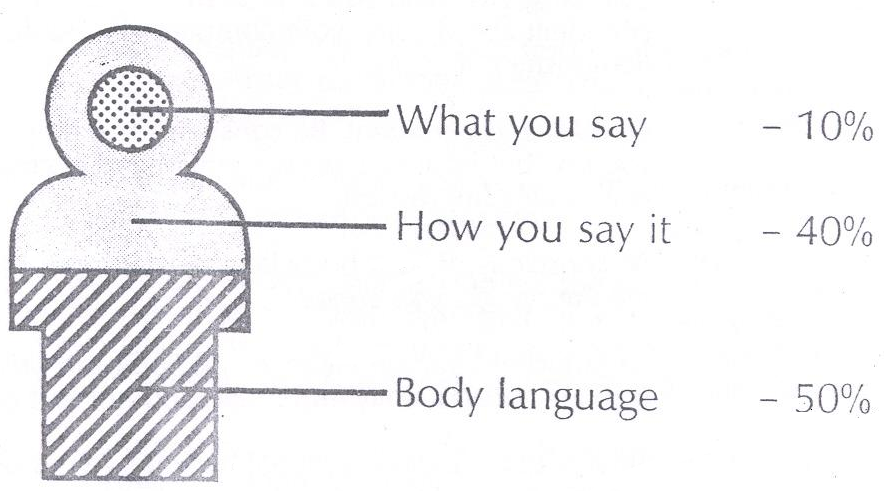 What you say – 10%
How you say it – 40%
Body language – 50%